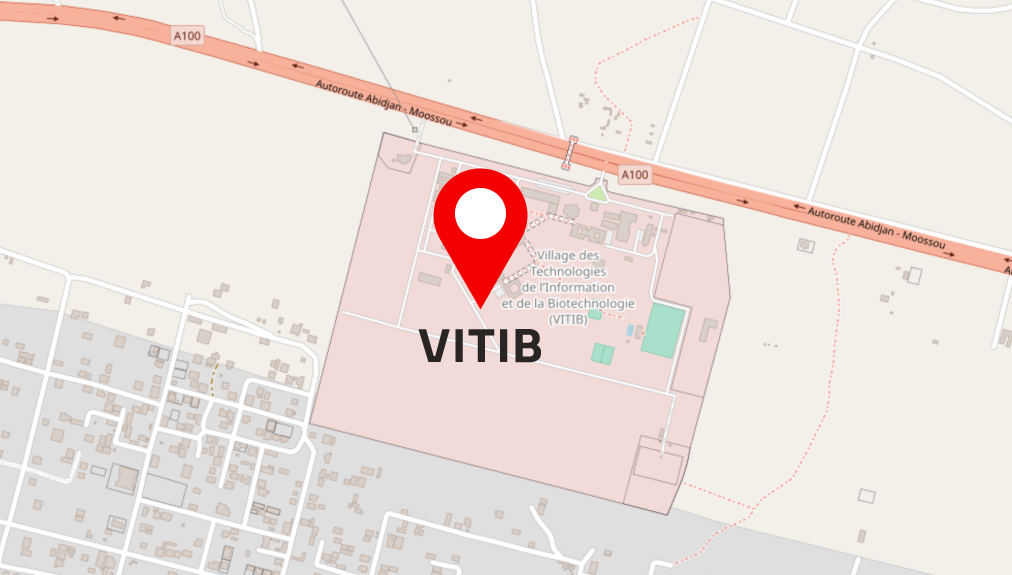 A100
Autoroute Abidjan - Moossou
A100
Autoroute Abidjan - Moossou
A
Village des
Technologies
de l'Information
et de la Biotechnologie
(VITIB)
VITIB